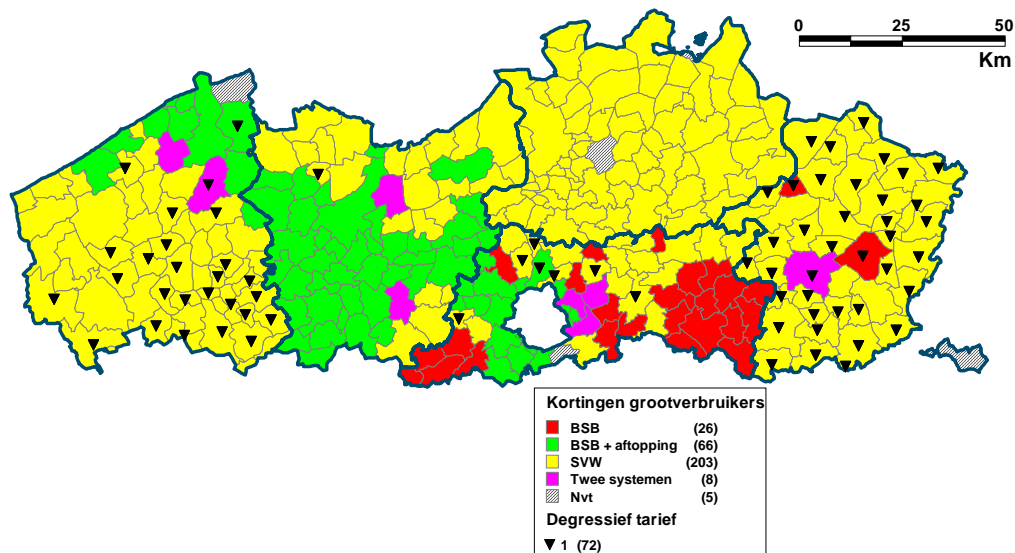 0 25 50
Km
Kortingen grootverbruikers
BSB (26)
BSB + aftopping (66)
SVW (203)
Twee systemen (8)
Nvt (5)
Degressief tarief
1 (72)